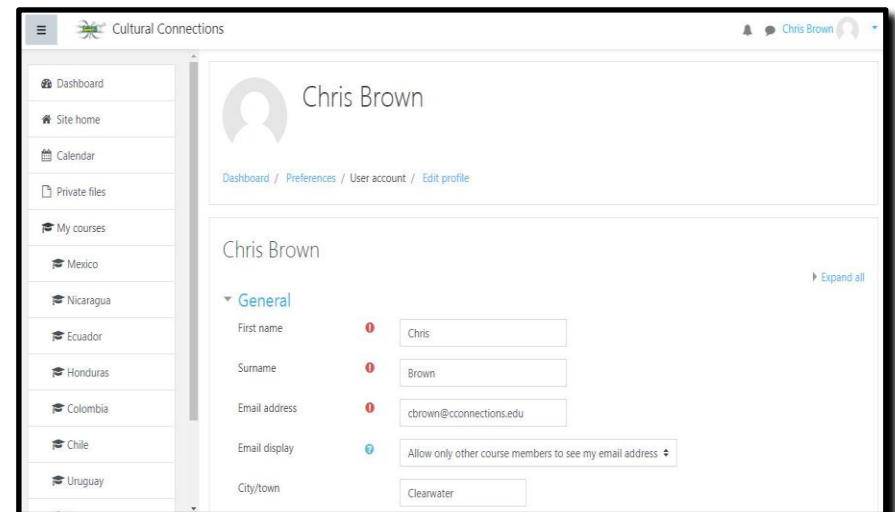 Cultural Connections
Chris Brown
Dashboard
Site home
Calendar
Private files
My courses
Mexico
Nicaragua
Ecuador
Honduras
Colombia
Chile
Uruguay
Chris Brown
Dashboard / Preferences / User account / Edit profile
Chris Brown
Expand all
General
First name Chris
Surname Brown
Email address cbrown@cconnections.edu
Email display Allow only other course members to see my email address
City/town Clearwater